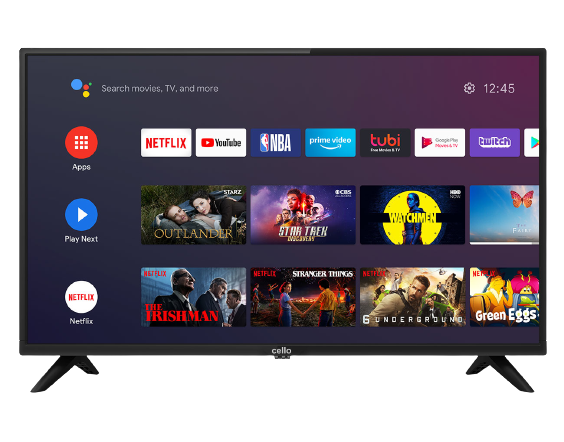 Search movies, TV, and more
12:45
NETFLIX
YouTube
NBA
prime video
tubi
Free Movies & TV
Google Play
Movies & TV
twitch
Apps
STARZ
OUTLANDER
CBS
STAR TREK
DISCOVERY
HBO
NOW
WATCHMEN
Play Next
NETFLIX
THE
IRISHMAN
NETFLIX
STRANGER THINGS
NETFLIX
6 UNDERGROUND
NETFLIX
Green Eggs
NETFLIX
Netflix
cello